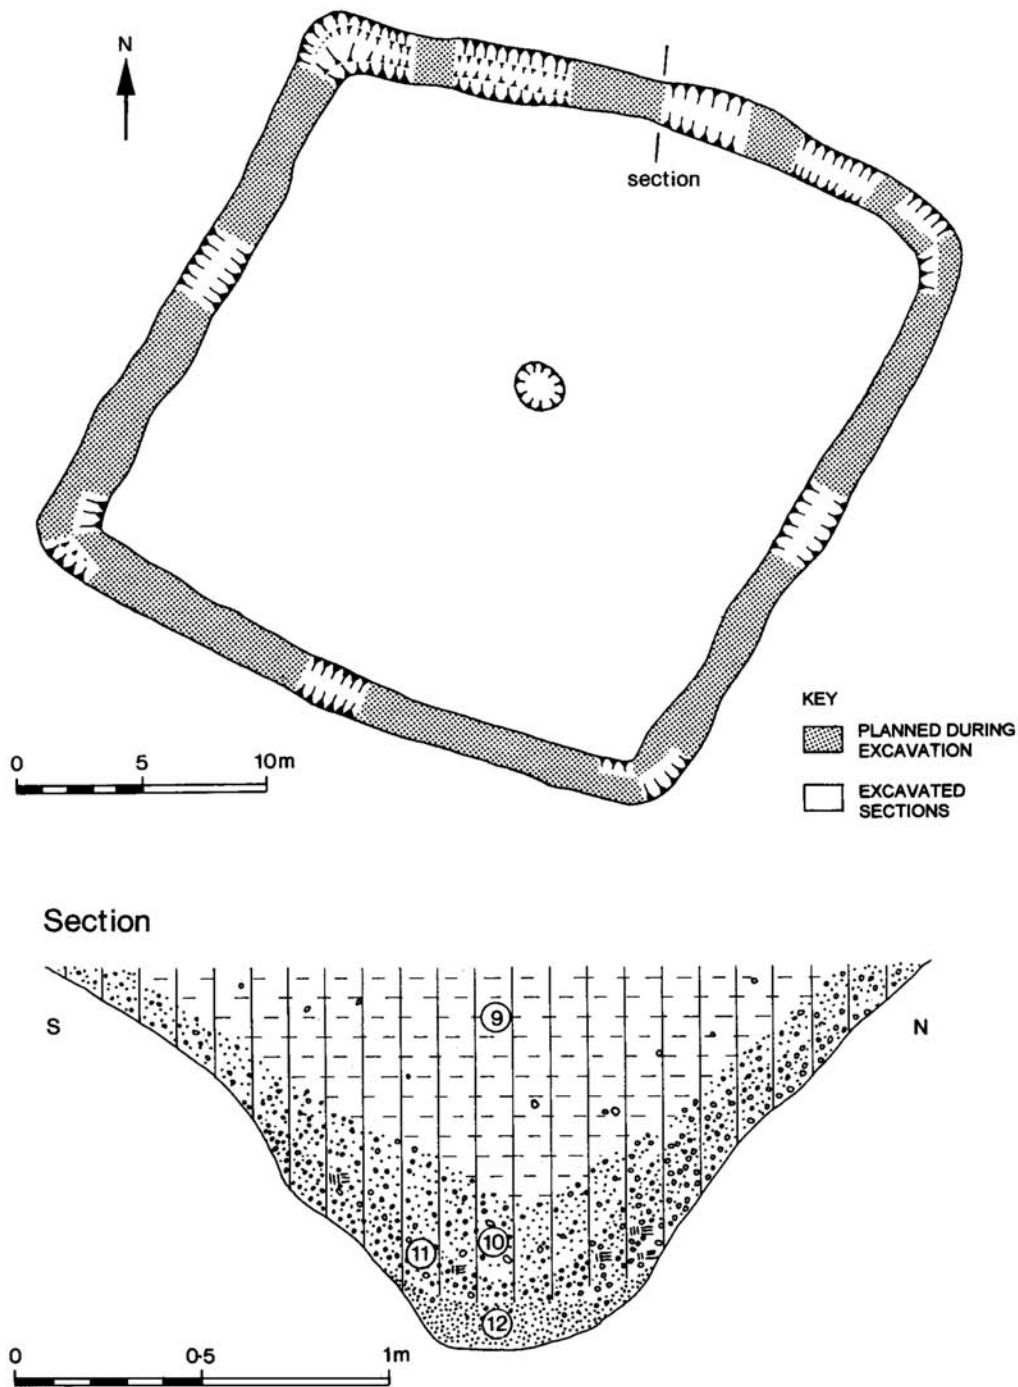 N
section
KEY
PLANNED DURING
EXCAVATION
EXCAVATED
SECTIONS
0 5 10m
Section
S N
9
10
11
12
0 0·5 1m